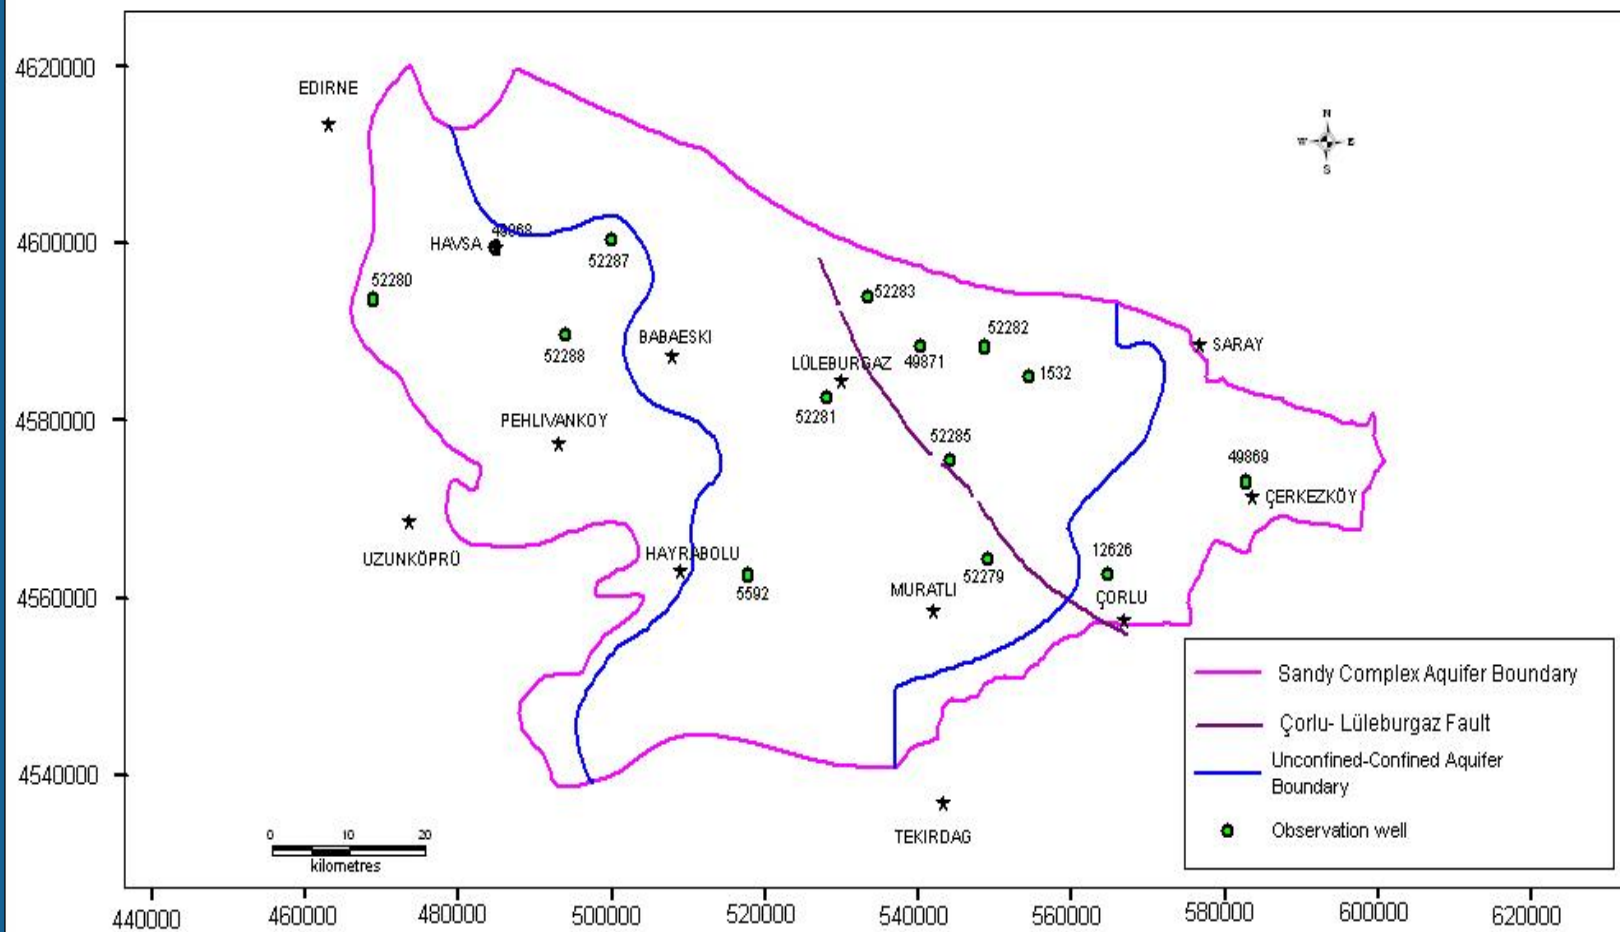 4620000
EDIRNE
N
W E
S
4600000
HAVSA
49868
52287
52280
52283
BABAESKI
52282
SARAY
52288
LÜLEBURGAZ
49871
1532
4580000
PEHLIVANKOY
52281
52285
49869
ÇERKEZKÖY
UZUNKÖPRÜ
HAYRABOLU
12626
52279
4560000
5592
MURATLI
ÇORLU
Sandy Complex Aquifer Boundary
Çorlu- Lüleburgaz Fault
Unconfined-Confined Aquifer
Boundary
4540000
TEKIRDAG
Observation well
0 10 20
kilometres
440000 460000 480000 500000 520000 540000 560000 580000 600000 620000